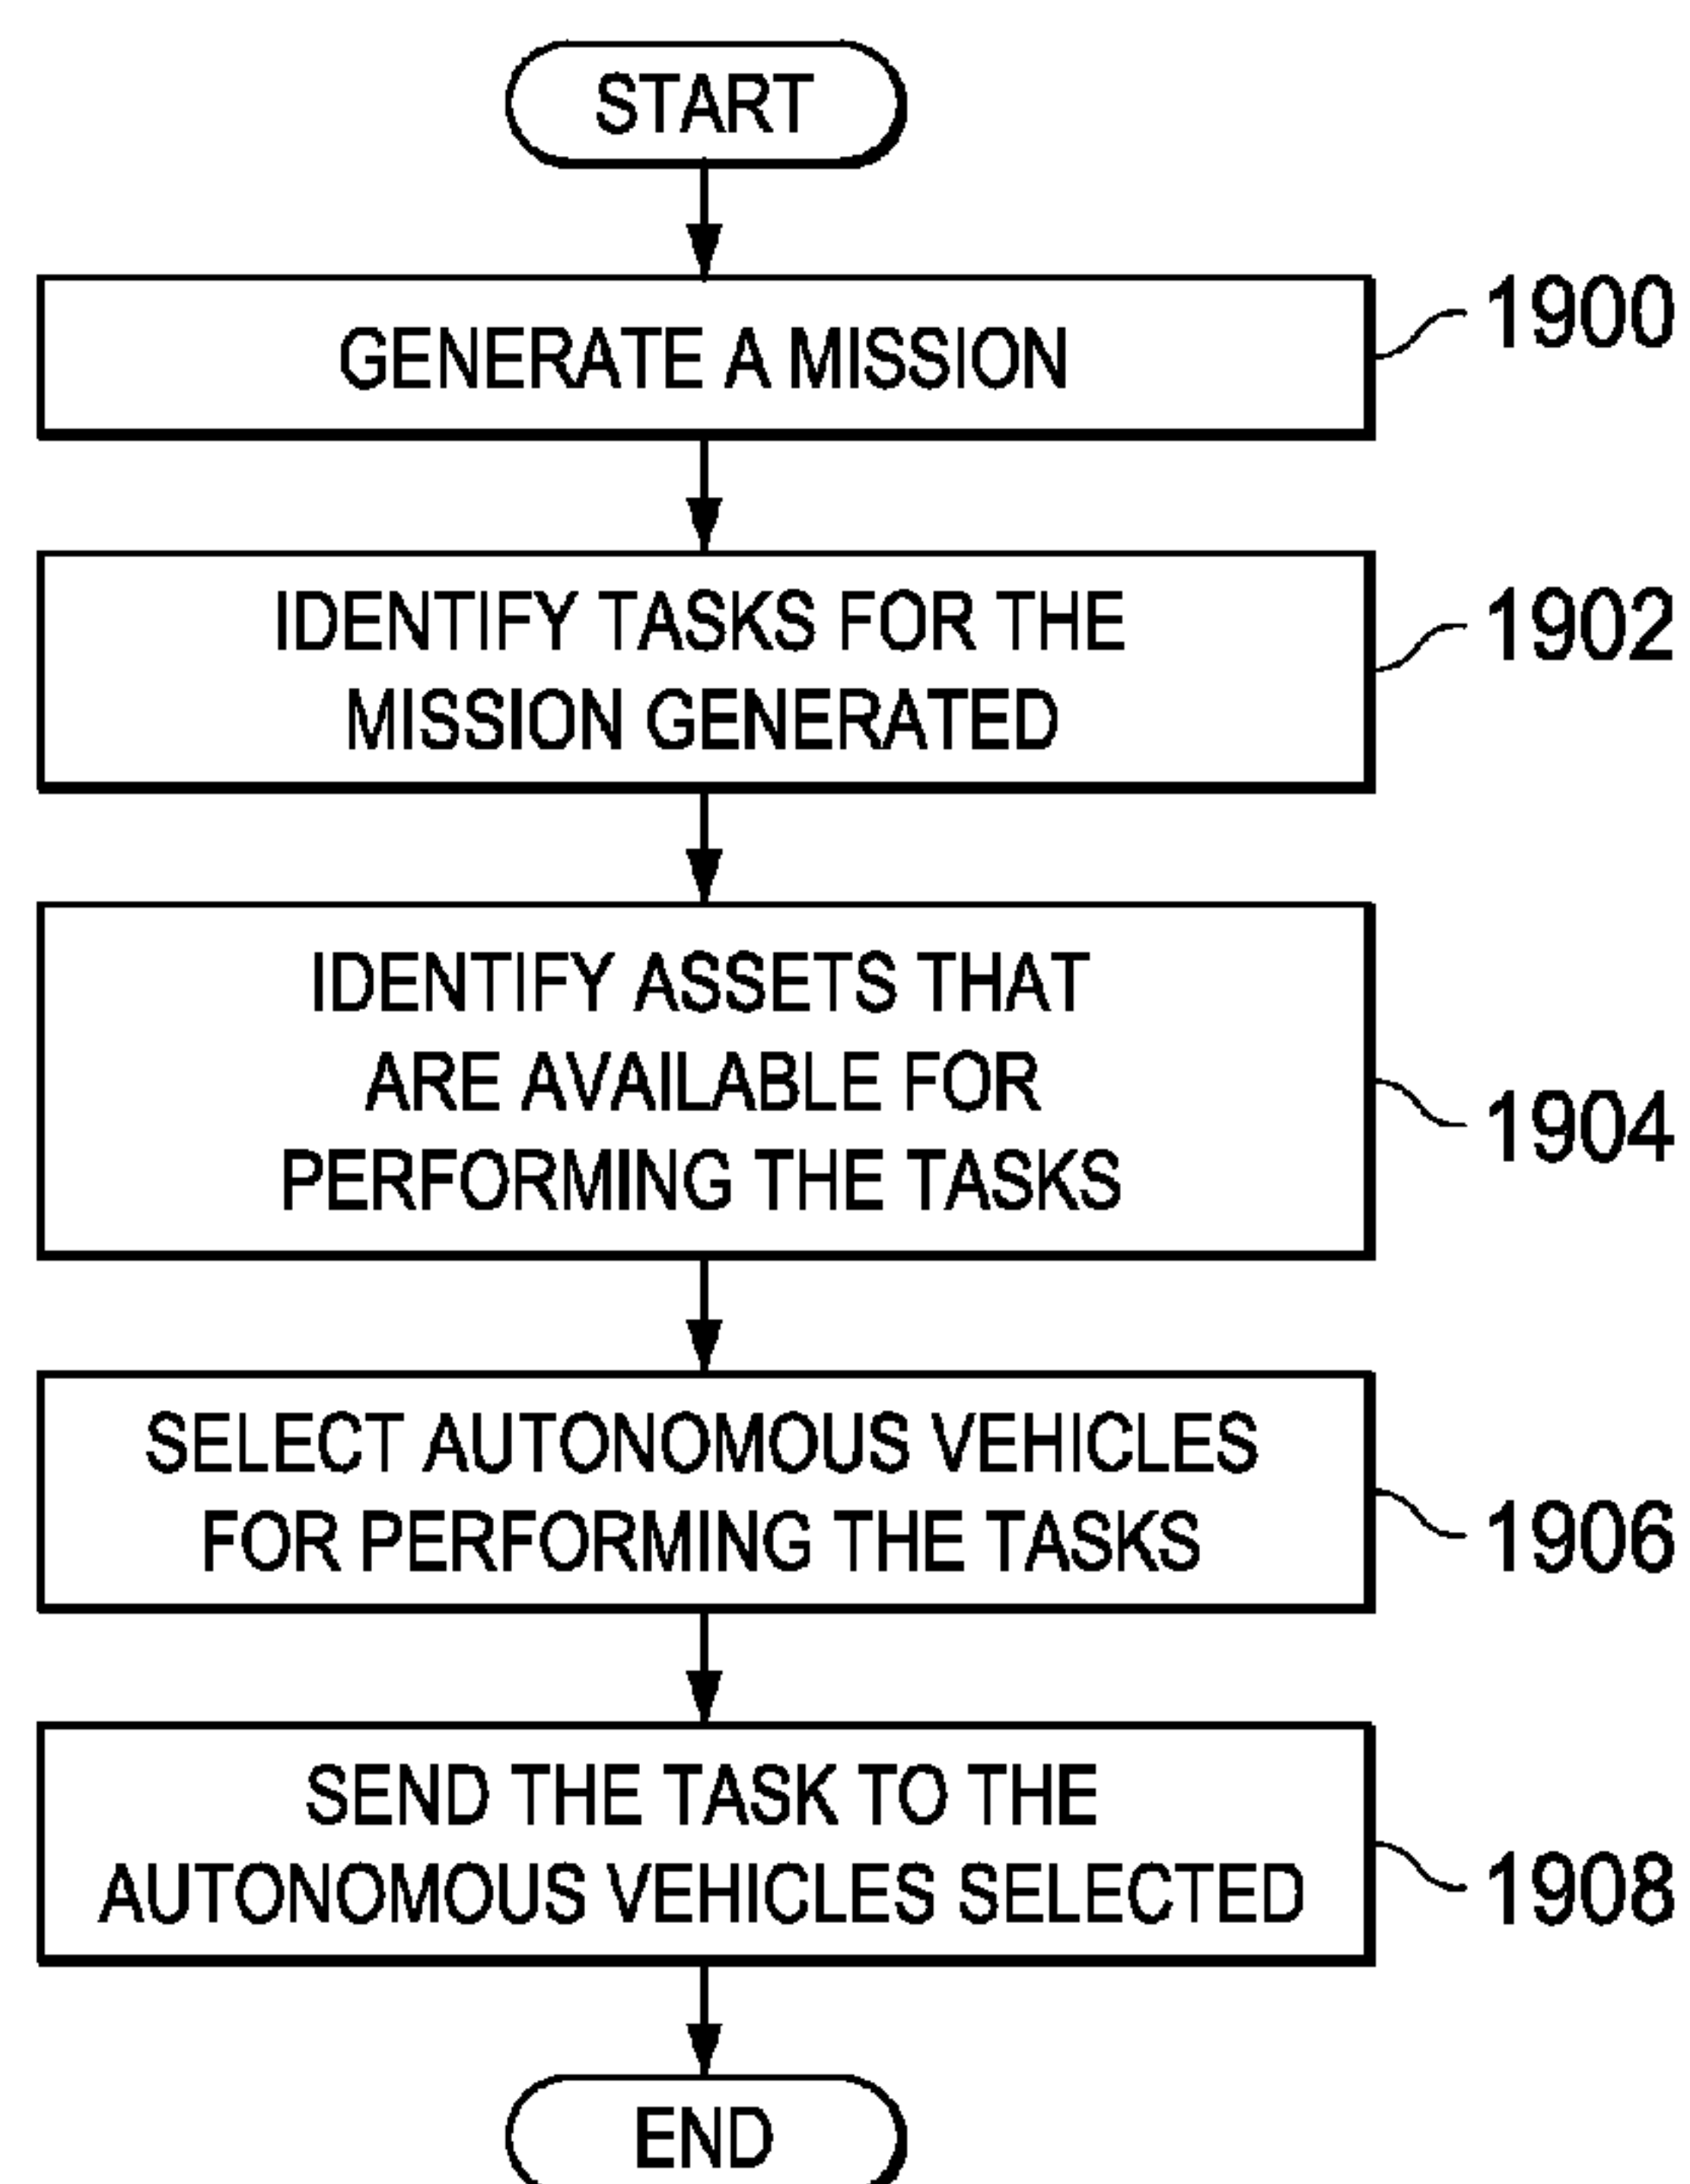 START
GENERATE A MISSION
1900
IDENTIFY TASKS FOR THE
MISSION GENERATED
1902
IDENTIFY ASSETS THAT
ARE AVAILABLE FOR
PERFORMING THE TASKS
1904
SELECT AUTONOMOUS VEHICLES
FOR PERFORMING THE TASKS
1906
SEND THE TASK TO THE
AUTONOMOUS VEHICLES SELECTED
1908
END